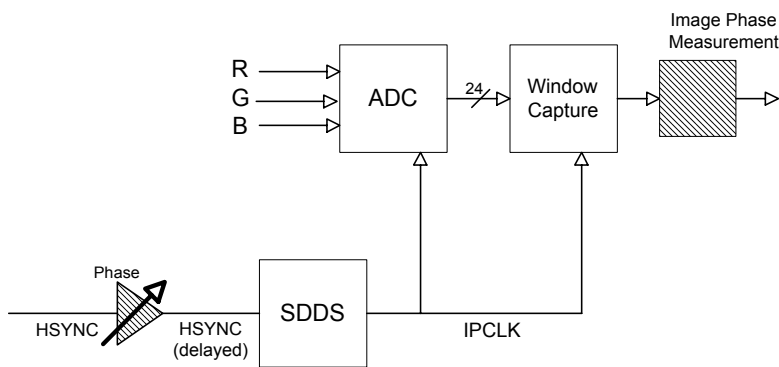 Image Phase
Measurement
R
G
B
ADC
24
Window
Capture
Phase
HSYNC
HSYNC
(delayed)
SDDS
IPCLK